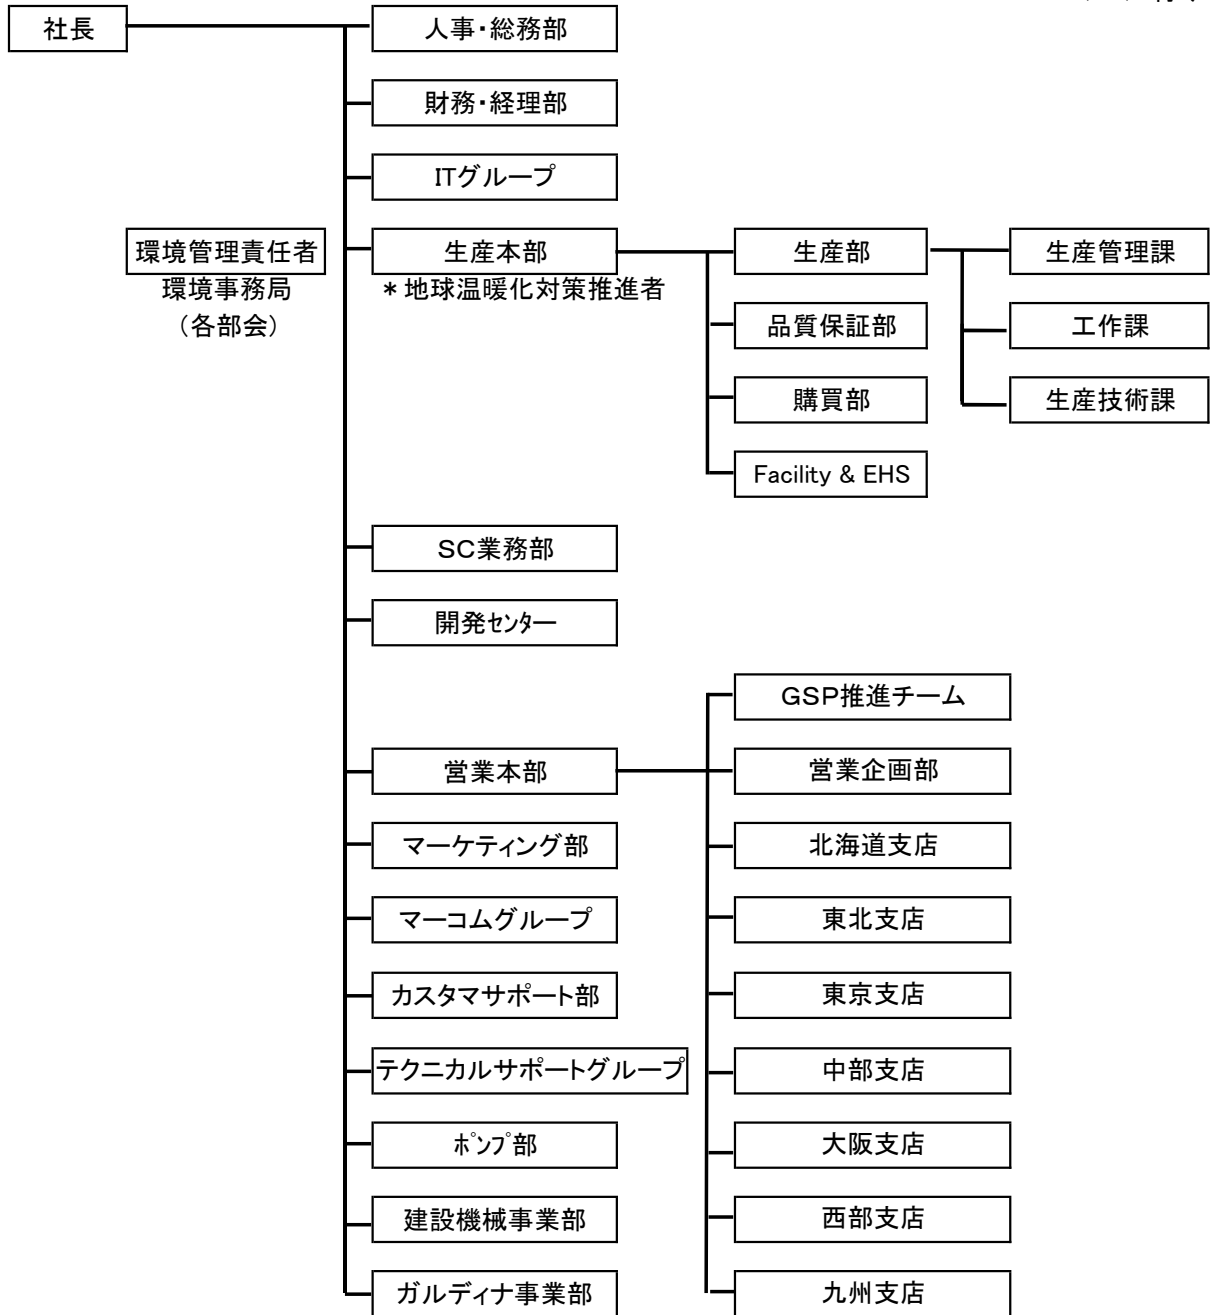 社長
人事・総務部
財務・経理部
ITグループ
環境管理責任者
環境事務局
（各部会）
生産本部
＊地球温暖化対策推進者
生産部
生産管理課
品質保証部
工作課
購買部
生産技術課
Facility & EHS
SC業務部
開発ｾﾝﾀｰ
GSP推進チーム
営業本部
営業企画部
マーケティング部
北海道支店
マーコムグループ
東北支店
カスタマサポート部
東京支店
テクニカルサポートグループ
中部支店
ﾎﾟﾝﾌﾟ部
大阪支店
建設機械事業部
西部支店
ガルディナ事業部
九州支店